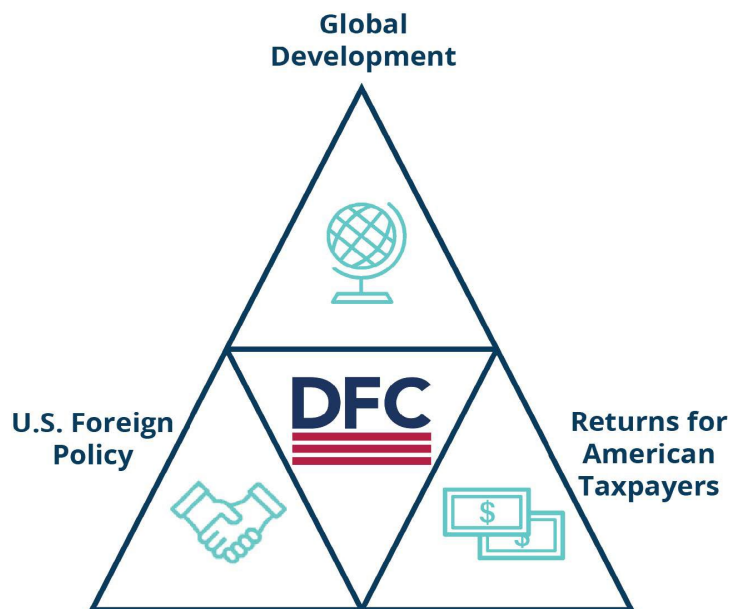 Global
Development
DFC
U.S. Foreign
Policy
Returns for
American
Taxpayers
$
$